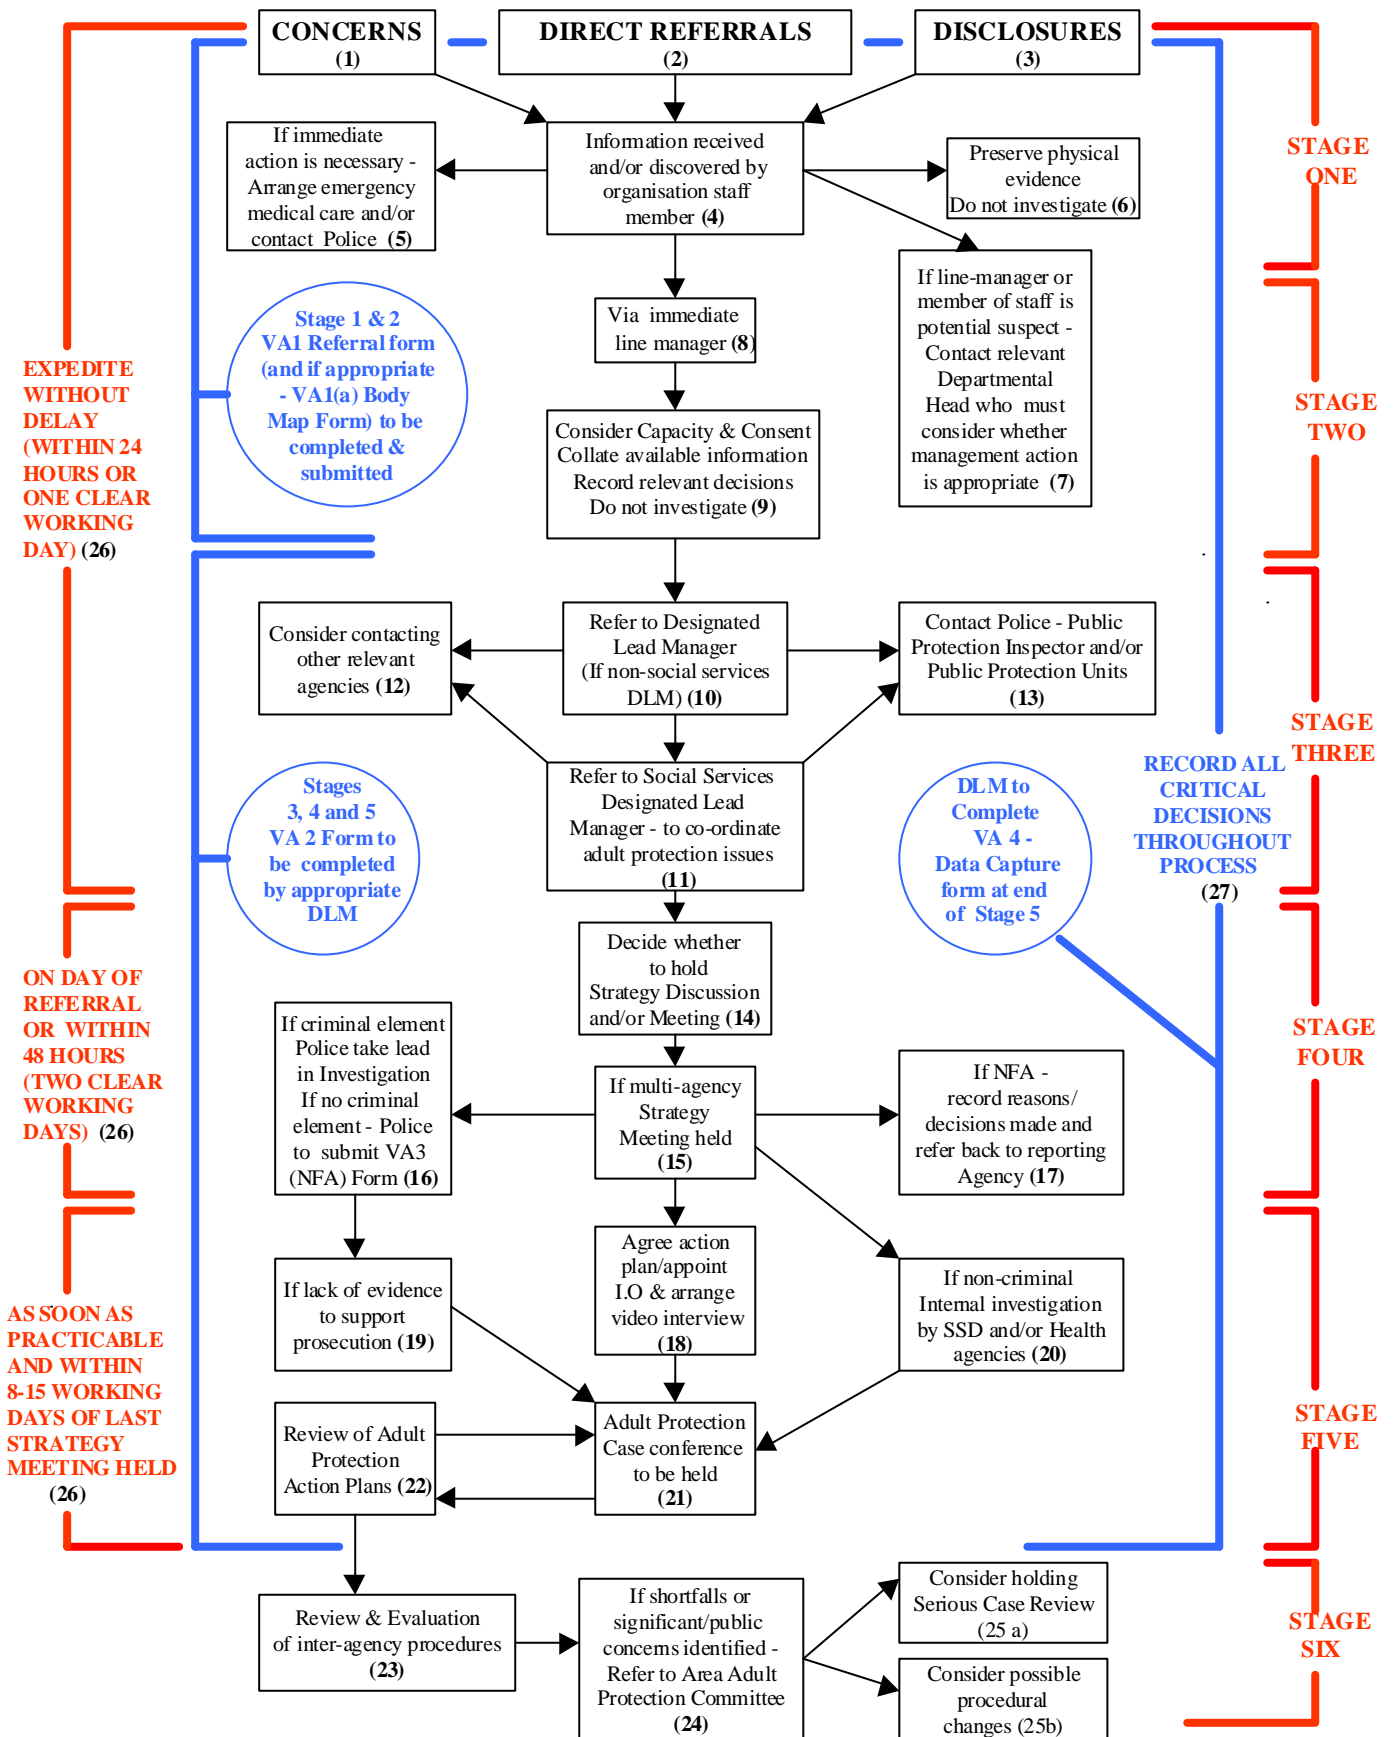 CONCERNS
(1)
DIRECT REFERRALS
(2)
DISCLOSURES
(3)
If immediate
action is necessary -
Arrange emergency
medical care and/or
contact Police (5)
Information received
and/or discovered by
organisation staff
member (4)
Preserve physical
evidence
Do not investigate (6)
STAGE
ONE
If line-manager or
member of staff is
potential suspect -
Contact relevant
Departmental
Head who must
consider whether
management action
is appropriate (7)
Via immediate
line manager (8)
Stage 1 & 2
VA1 Referral form
(and if appropriate
- VA1(a) Body
Map Form) to be
completed &
submitted
EXPEDITE
WITHOUT
DELAY
(WITHIN 24
HOURS OR
ONE CLEAR
WORKING
DAY) (26)
STAGE
TWO
Consider Capacity & Consent
Collate available information
Record relevant decisions
Do not investigate (9)
Consider contacting
other relevant
agencies (12)
Refer to Designated
Lead Manager
(If non-social services
DLM) (10)
Contact Police - Public
Protection Inspector and/or
Public Protection Units
(13)
STAGE
THREE
Stages
3, 4 and 5
VA 2 Form to
be completed
by appropriate
DLM
Refer to Social Services
Designated Lead
Manager - to co-ordinate
adult protection issues
(11)
DLM to
Complete
VA 4 -
Data Capture
form at end
of Stage 5
RECORD ALL
CRITICAL
DECISIONS
THROUGHOUT
PROCESS
(27)
Decide whether
to hold
Strategy Discussion
and/or Meeting (14)
ON DAY OF
REFERRAL
OR WITHIN
48 HOURS
(TWO CLEAR
WORKING
DAYS) (26)
If criminal element
Police take lead
in Investigation
If no criminal
element - Police
to submit VA3
(NFA) Form (16)
If multi-agency
Strategy
Meeting held
(15)
If NFA -
record reasons/
decisions made and
refer back to reporting
Agency (17)
STAGE
FOUR
If lack of evidence
to support
prosecution (19)
Agree action
plan/appoint
I.O & arrange
video interview
(18)
If non-criminal
Internal investigation
by SSD and/or Health
agencies (20)
AS SOON AS
PRACTICABLE
AND WITHIN
8-15 WORKING
DAYS OF LAST
STRATEGY
MEETING HELD
(26)
Review of Adult
Protection
Action Plans (22)
Adult Protection
Case conference
to be held
(21)
STAGE
FIVE
Review & Evaluation
of inter-agency procedures
(23)
If shortfalls or
significant/public
concerns identified -
Refer to Area Adult
Protection Committee
(24)
Consider holding
Serious Case Review
(25 a)
Consider possible
procedural
changes (25b)
STAGE
SIX